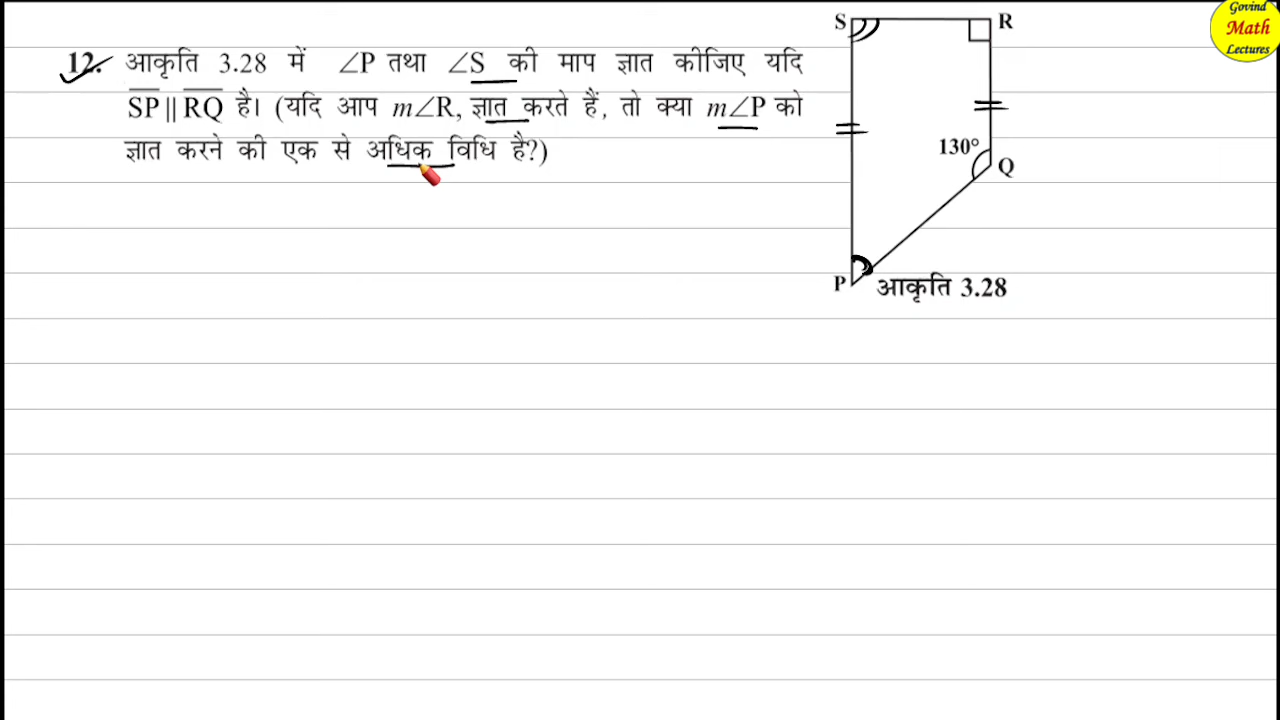 Govind
Math
Lectures
12. आकृति 3.28 में ∠P तथा ∠S की माप ज्ञात कीजिए यदि
SP || RQ है। (यदि आप m∠R, ज्ञात करते हैं, तो क्या m∠P को
ज्ञात करने की एक से अधिक विधि है?)
S
R
130°
Q
P
आकृति 3.28